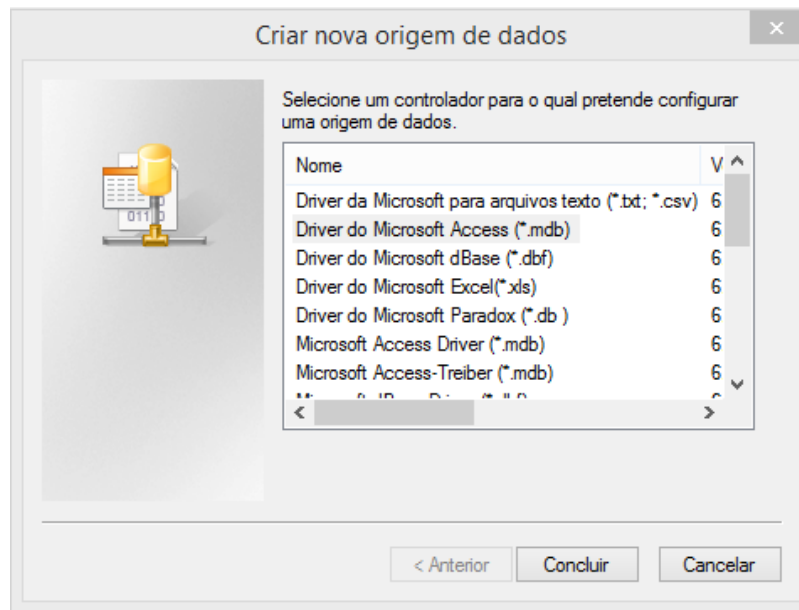 Criar nova origem de dados
Selecione um controlador para o qual pretende configurar
uma origem de dados.
Nome V
Driver da Microsoft para arquivos texto (*.txt; *.csv) 6
Driver do Microsoft Access (*.mdb) 6
Driver do Microsoft dBase (*.dbf) 6
Driver do Microsoft Excel(*.xls) 6
Driver do Microsoft Paradox (*.db ) 6
Microsoft Access Driver (*.mdb) 6
Microsoft Access-Treiber (*.mdb) 6
< Anterior Concluir Cancelar